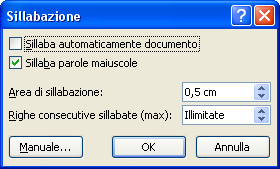 Sillabazione
Sillaba automaticamente documento
Sillaba parole maiuscole
Area di sillabazione: 0,5 cm
Righe consecutive sillabate (max): Illimitate
Manuale... OK Annulla